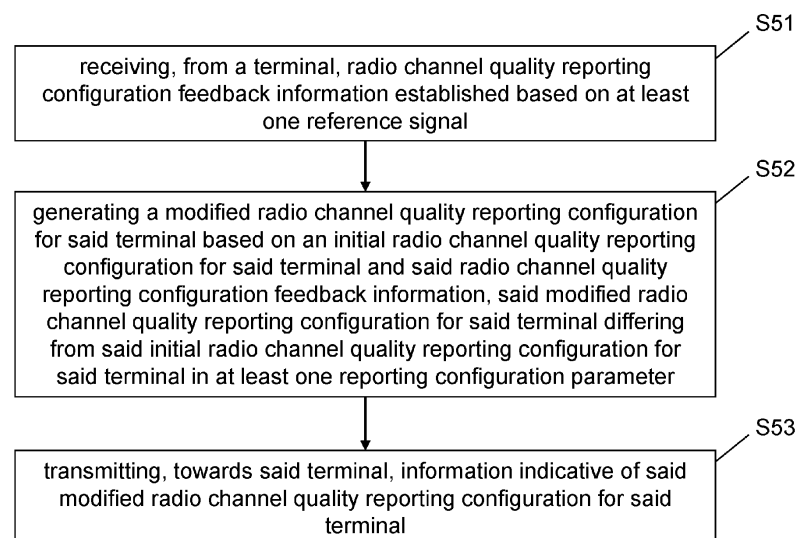 S51
receiving, from a terminal, radio channel quality reporting
configuration feedback information established based on at least
one reference signal
S52
generating a modified radio channel quality reporting configuration
for said terminal based on an initial radio channel quality reporting
configuration for said terminal and said radio channel quality
reporting configuration feedback information, said modified radio
channel quality reporting configuration for said terminal differing
from said initial radio channel quality reporting configuration for
said terminal in at least one reporting configuration parameter
S53
transmitting, towards said terminal, information indicative of said
modified radio channel quality reporting configuration for said
terminal